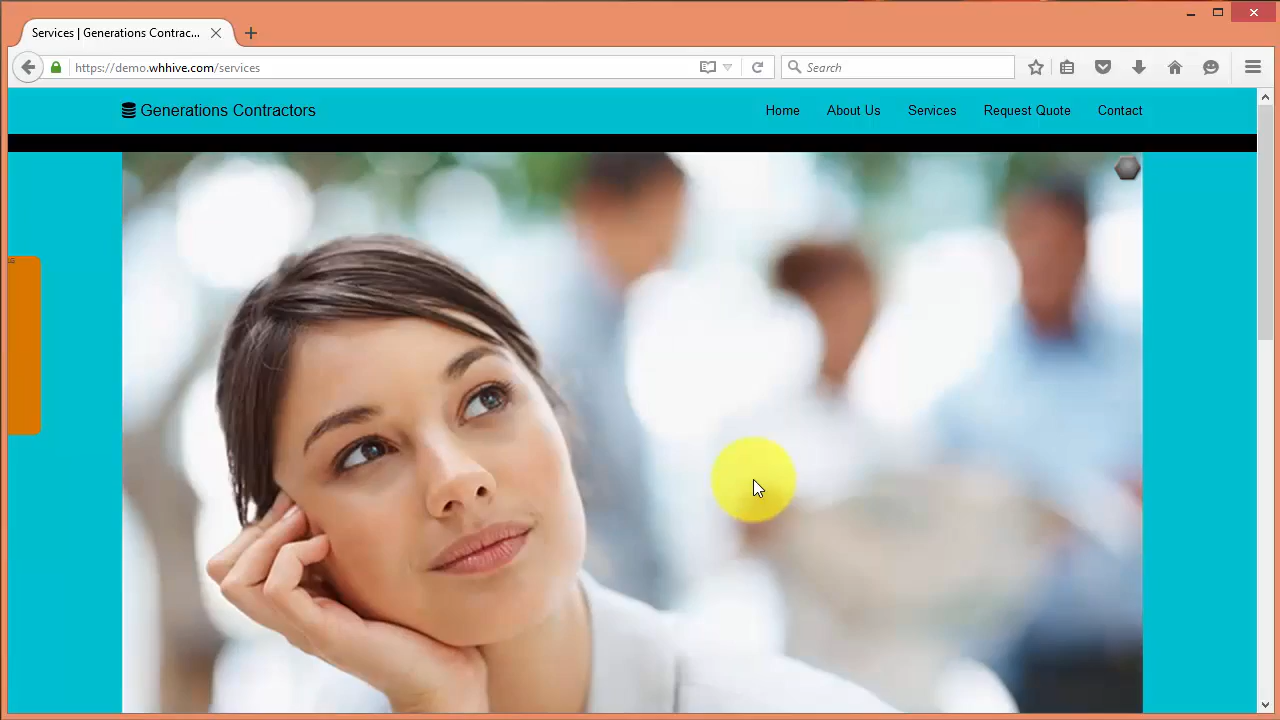 Services | Generations Contrac...
https://demo.whhive.com/services
Search
Generations Contractors
Home
About Us
Services
Request Quote
Contact